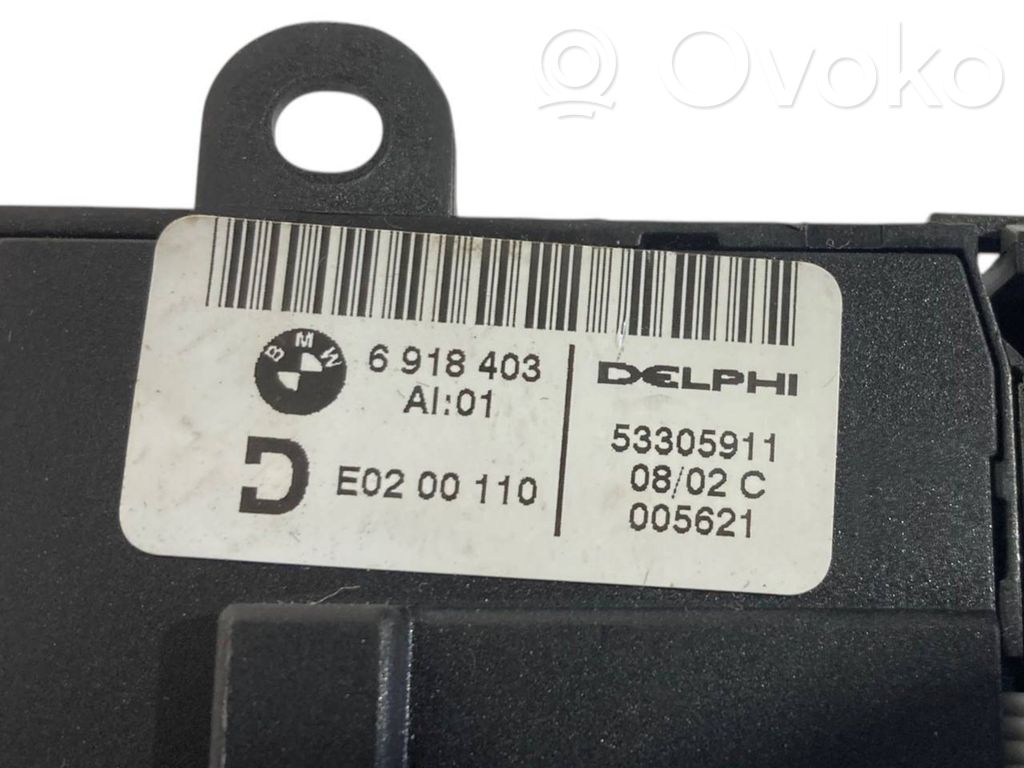 Ovoko
BMW
6 918 403
AI:01
D
E02 00 110
DELPHI
53305911
08/02 C
005621